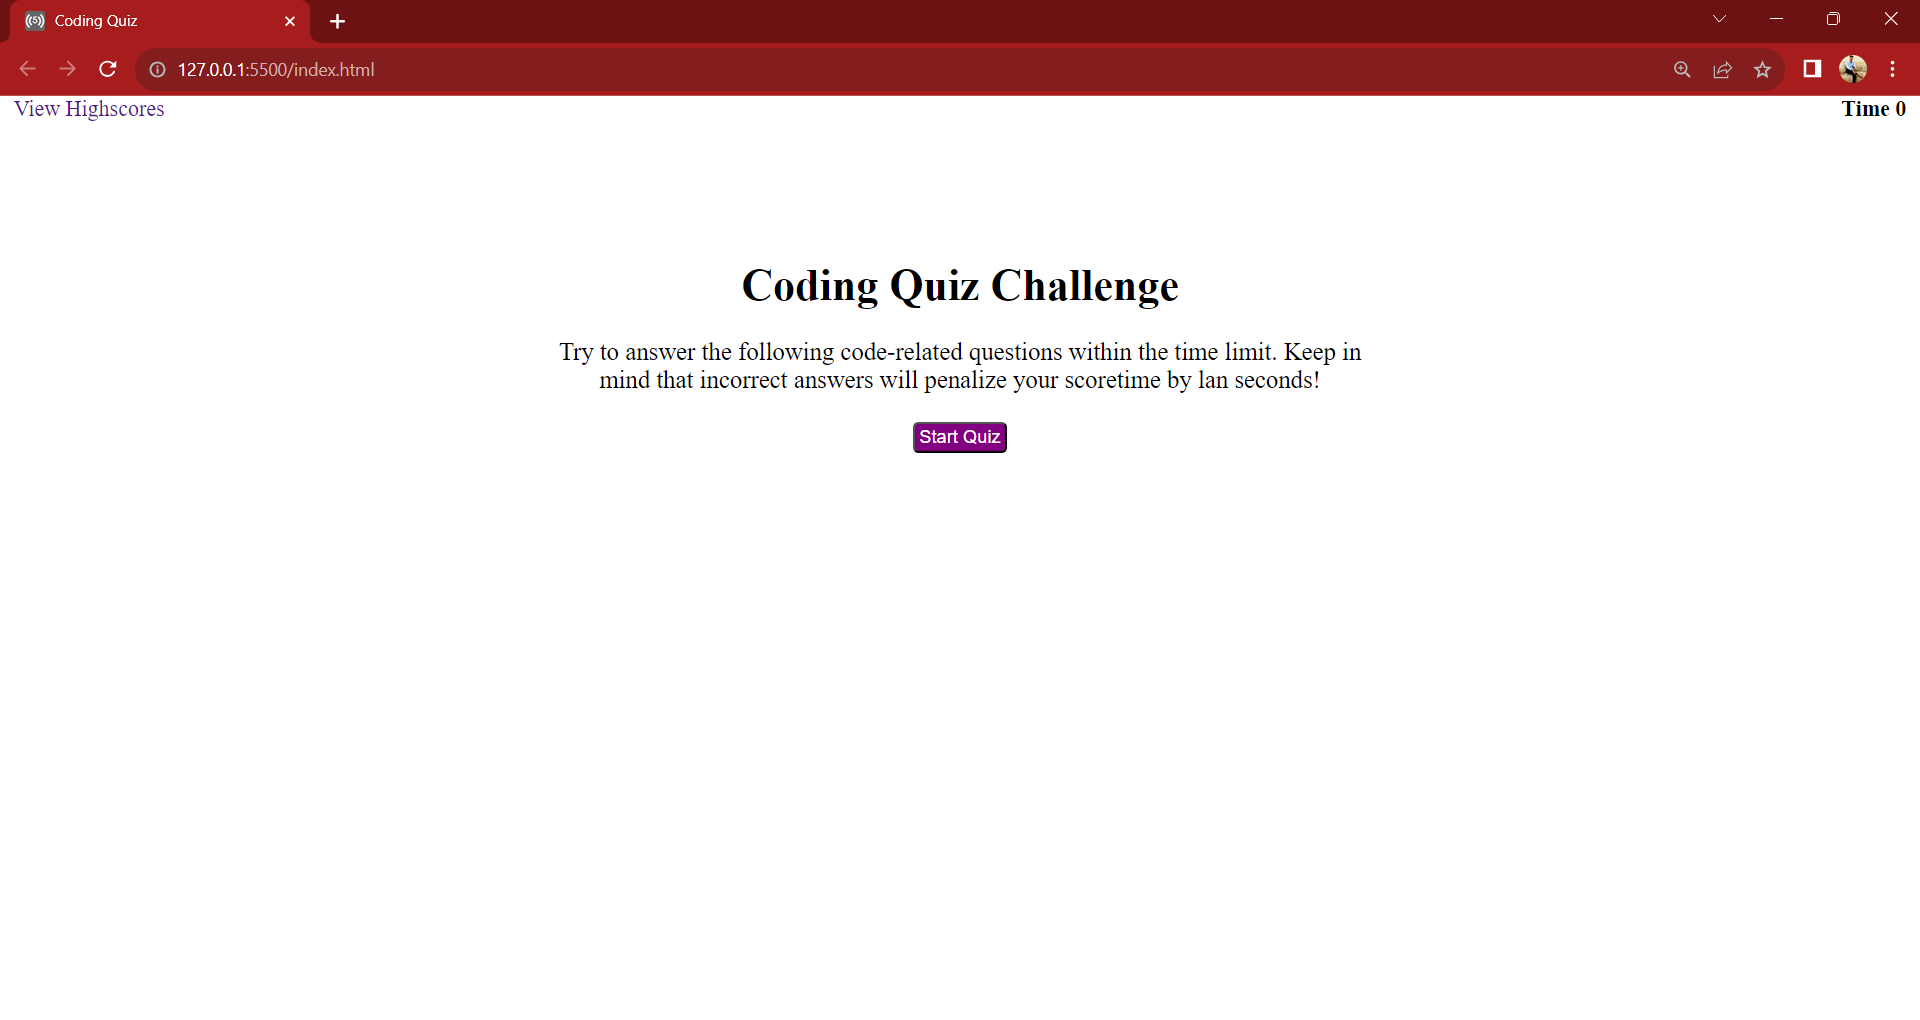 Coding Quiz
127.0.0.1:5500/index.html
View Highscores
Time 0
Coding Quiz Challenge
Try to answer the following code-related questions within the time limit. Keep in
mind that incorrect answers will penalize your scoretime by lan seconds!
Start Quiz